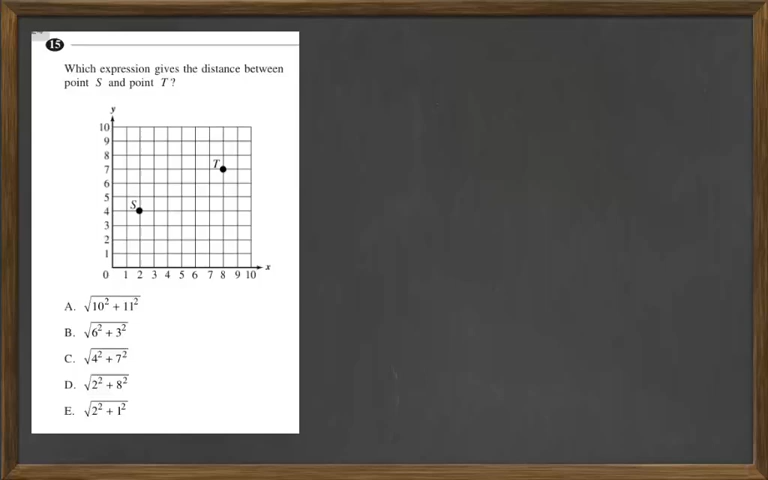 15
Which expression gives the distance between
point S and point T?
y
10
9
8
7
6
5
4
3
2
1
0 1 2 3 4 5 6 7 8 9 10
x
T
S
A. √10² + 11²
B. √6² + 3²
C. √4² + 7²
D. √2² + 8²
E. √2² + 1²